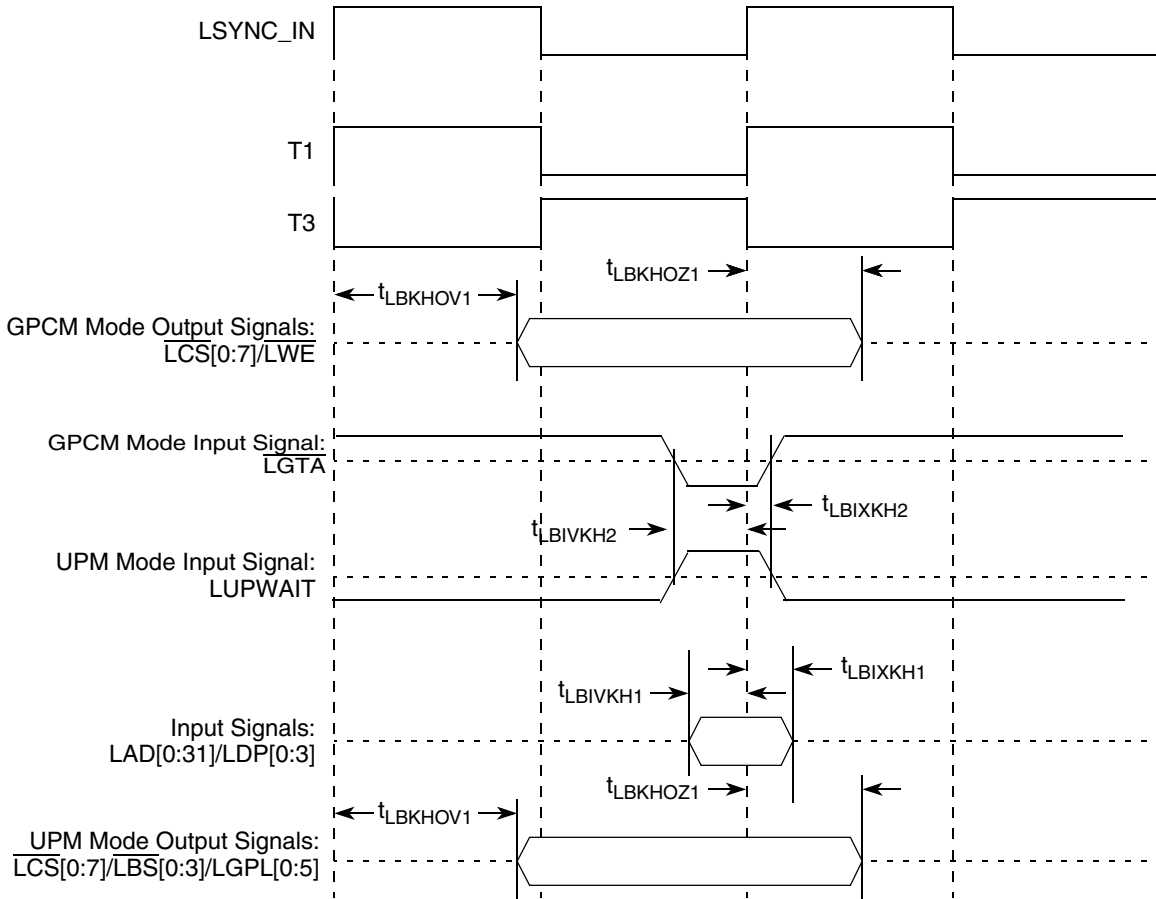 LSYNC_IN
T1
T3
tLBKHOZ1
tLBKHOV1
GPCM Mode Output Signals:
LCS[0:7]/LWE
GPCM Mode Input Signal:
LGTA
tLBIXKH2
tLBIVKH2
UPM Mode Input Signal:
LUPWAIT
tLBIXKH1
tLBIVKH1
Input Signals:
LAD[0:31]/LDP[0:3]
tLBKHOZ1
tLBKHOV1
UPM Mode Output Signals:
LCS[0:7]/LBS[0:3]/LGPL[0:5]